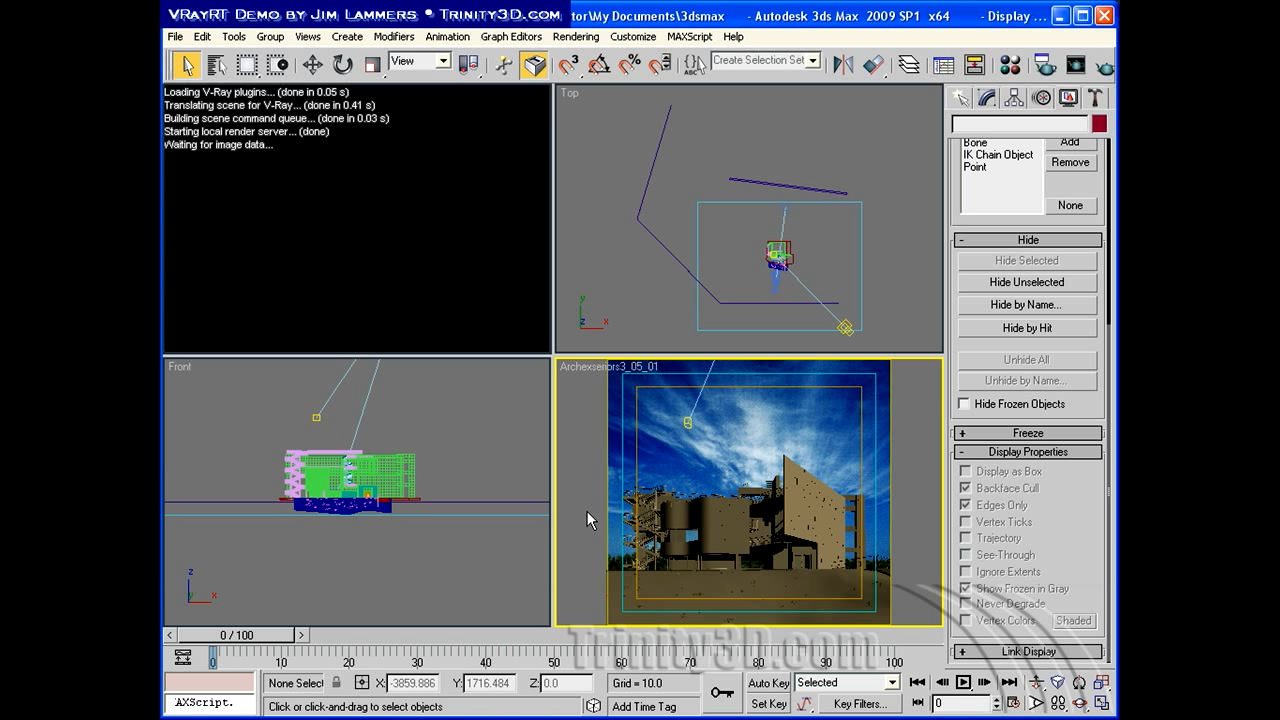 VRayRT Demo by Jim Lammers • Trinity3D.com
tor\My Documents\3dsmax - Autodesk 3ds Max 2009 SP1 x64 - Display ...
File Edit Tools Group Views Create Modifiers Animation Graph Editors Rendering Customize MAXScript Help
View
Create Selection Set
Loading V-Ray plugins... (done in 0.05 s)
Translating scene for V-Ray... (done in 0.41 s)
Building scene command queue... (done in 0.03 s)
Starting local render server... (done)
Waiting for image data...
Top
y
z
x
Front
z
y
x
Archexseriors3_05_01
Bone
IK Chain Object
Point
Add
Remove
None
- Hide
Hide Selected
Hide Unselected
Hide by Name...
Hide by Hit
Unhide All
Unhide by Name...
Hide Frozen Objects
+ Freeze
- Display Properties
Display as Box
Backface Cull
Edges Only
Vertex Ticks
Trajectory
See-Through
Ignore Extents
Show Frozen in Gray
Never Degrade
Vertex Colors
Shaded
+ Link Display
Trinity3D.com
< 0 / 100 >
0 10 20 30 40 50 60 70 80 90 100
None Selecl X: -3859.886 Y: 1716.484 Z: 0.0 Grid = 10.0
Auto Key Selected
'AXScript. Click or click-and-drag to select objects Add Time Tag
Set Key Key Filters... 0